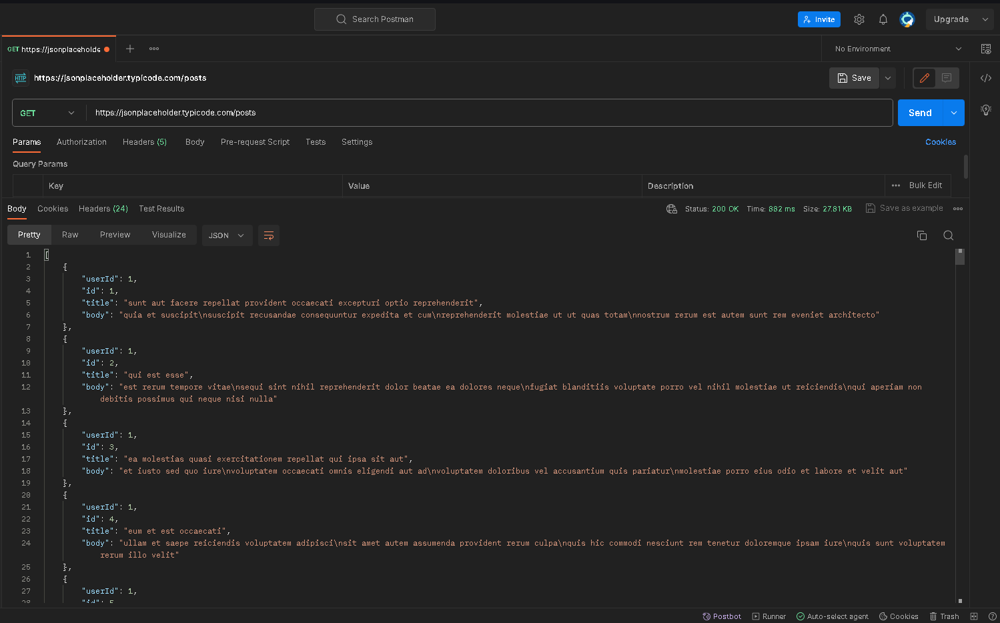 Search Postman
Invite
Upgrade
GET https://jsonplaceholde
No Environment
HTTP https://jsonplaceholder.typicode.com/posts
Save
GET https://jsonplaceholder.typicode.com/posts
Send
Params Authorization Headers (5) Body Pre-request Script Tests Settings Cookies
Query Params
Key Value Description Bulk Edit
Body Cookies Headers (24) Test Results Status: 200 OK Time: 882 ms Size: 27.81 KB Save as example
Pretty Raw Preview Visualize JSON
1 [
2 {
3 "userId": 1,
4 "id": 1,
5 "title": "sunt aut facere repellat provident occaecati excepturi optio reprehenderit",
6 "body": "quia et suscipit\nsuscipit recusandae consequuntur expedita et cum\nreprehenderit molestiae ut ut quas totam\nnostrum rerum est autem sunt rem eveniet architecto"
7 },
8 {
9 "userId": 1,
10 "id": 2,
11 "title": "qui est esse",
12 "body": "est rerum tempore vitae\nsequi sint nihil reprehenderit dolor beatae ea dolores neque\nfugiat blanditiis voluptate porro vel nihil molestiae ut reiciendis\nqui aperiam non
debitis possimus qui neque nisi nulla"
13 },
14 {
15 "userId": 1,
16 "id": 3,
17 "title": "ea molestias quasi exercitationem repellat qui ipsa sit aut",
18 "body": "et iusto sed quo iure\nvoluptatem occaecati omnis eligendi aut ad\nvoluptatem doloribus vel accusantium quis pariatur\nmolestiae porro eius odio et labore et velit aut"
19 },
20 {
21 "userId": 1,
22 "id": 4,
23 "title": "eum et est occaecati",
24 "body": "ullam et saepe reiciendis voluptatem adipisci\nsit amet autem assumenda provident rerum culpa\nquis hic commodi nesciunt rem tenetur doloremque ipsam iure\nquis sunt voluptatem
rerum illo velit"
25 },
26 {
27 "userId": 1,
28 "id": 5,
Postbot Runner Auto-select agent Cookies Trash